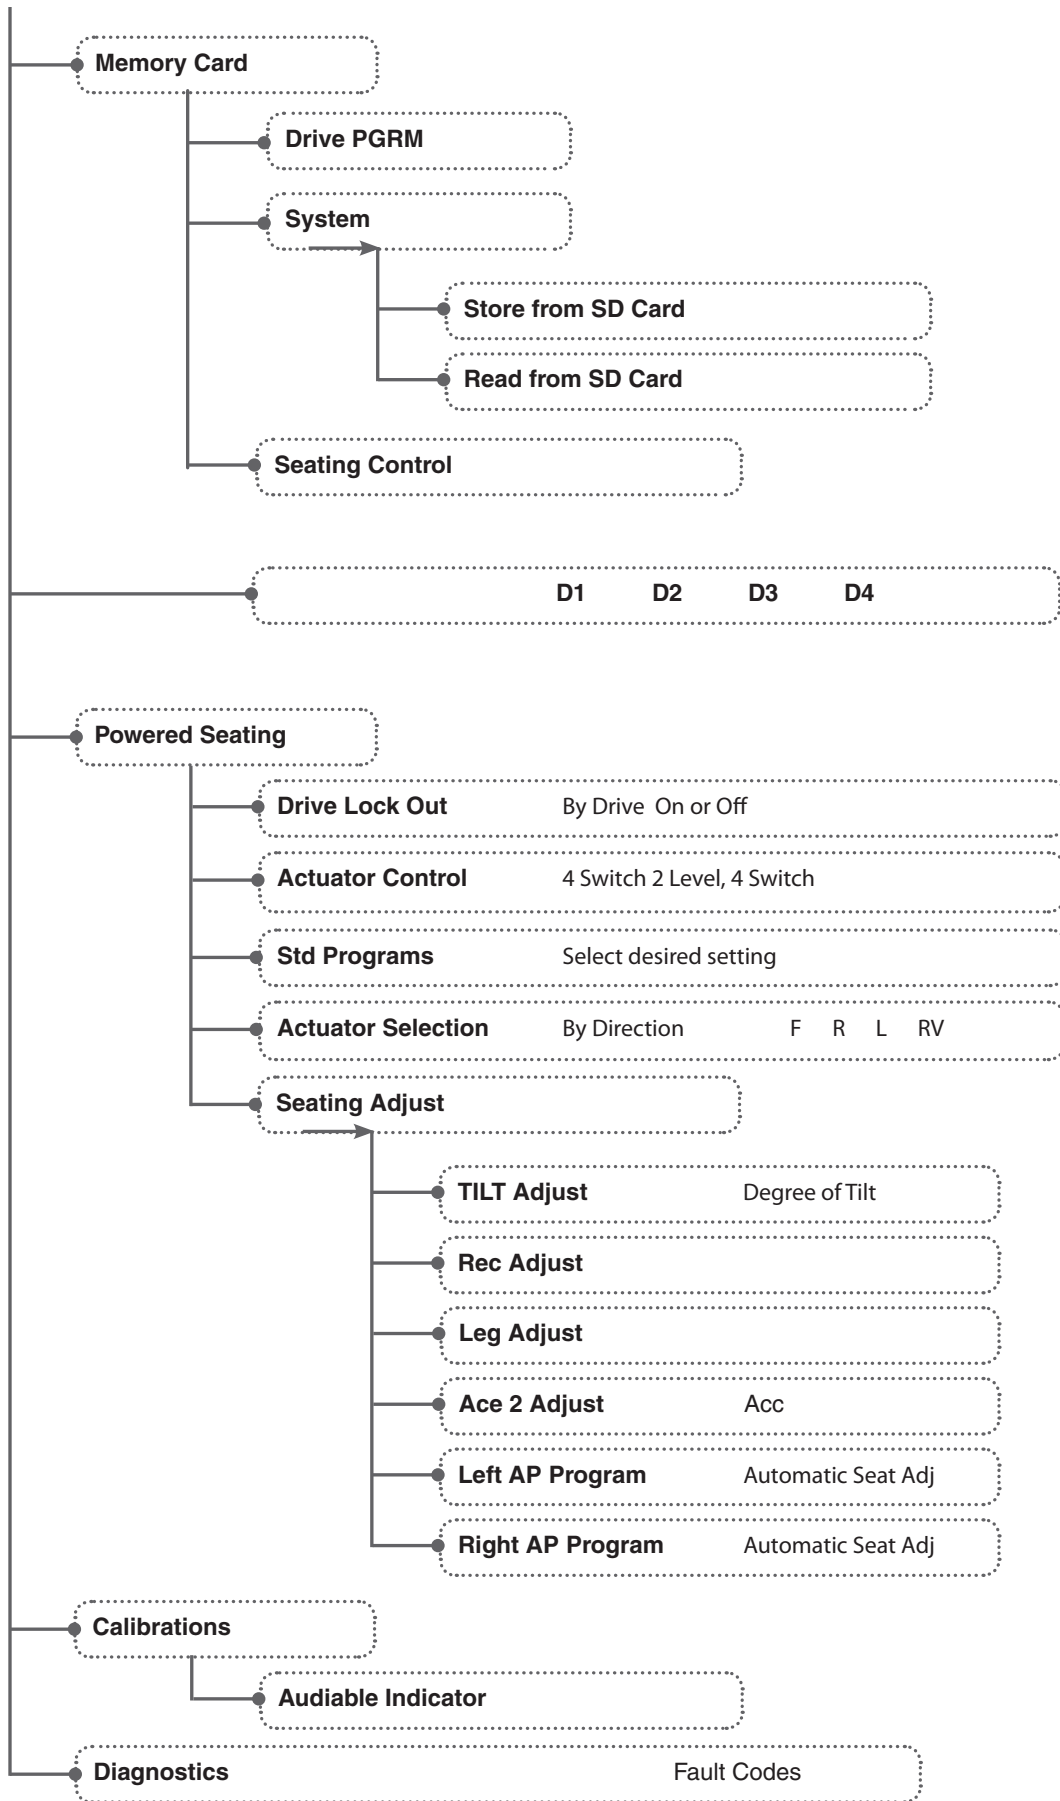 Memory Card
Drive PGRM
System
Store from SD Card
Read from SD Card
Seating Control
D1 D2 D3 D4
Powered Seating
Drive Lock Out By Drive On or Off
Actuator Control 4 Switch 2 Level, 4 Switch
Std Programs Select desired setting
Actuator Selection By Direction F R L RV
Seating Adjust
TILT Adjust Degree of Tilt
Rec Adjust
Leg Adjust
Ace 2 Adjust Acc
Left AP Program Automatic Seat Adj
Right AP Program Automatic Seat Adj
Calibrations
Audiable Indicator
Diagnostics Fault Codes